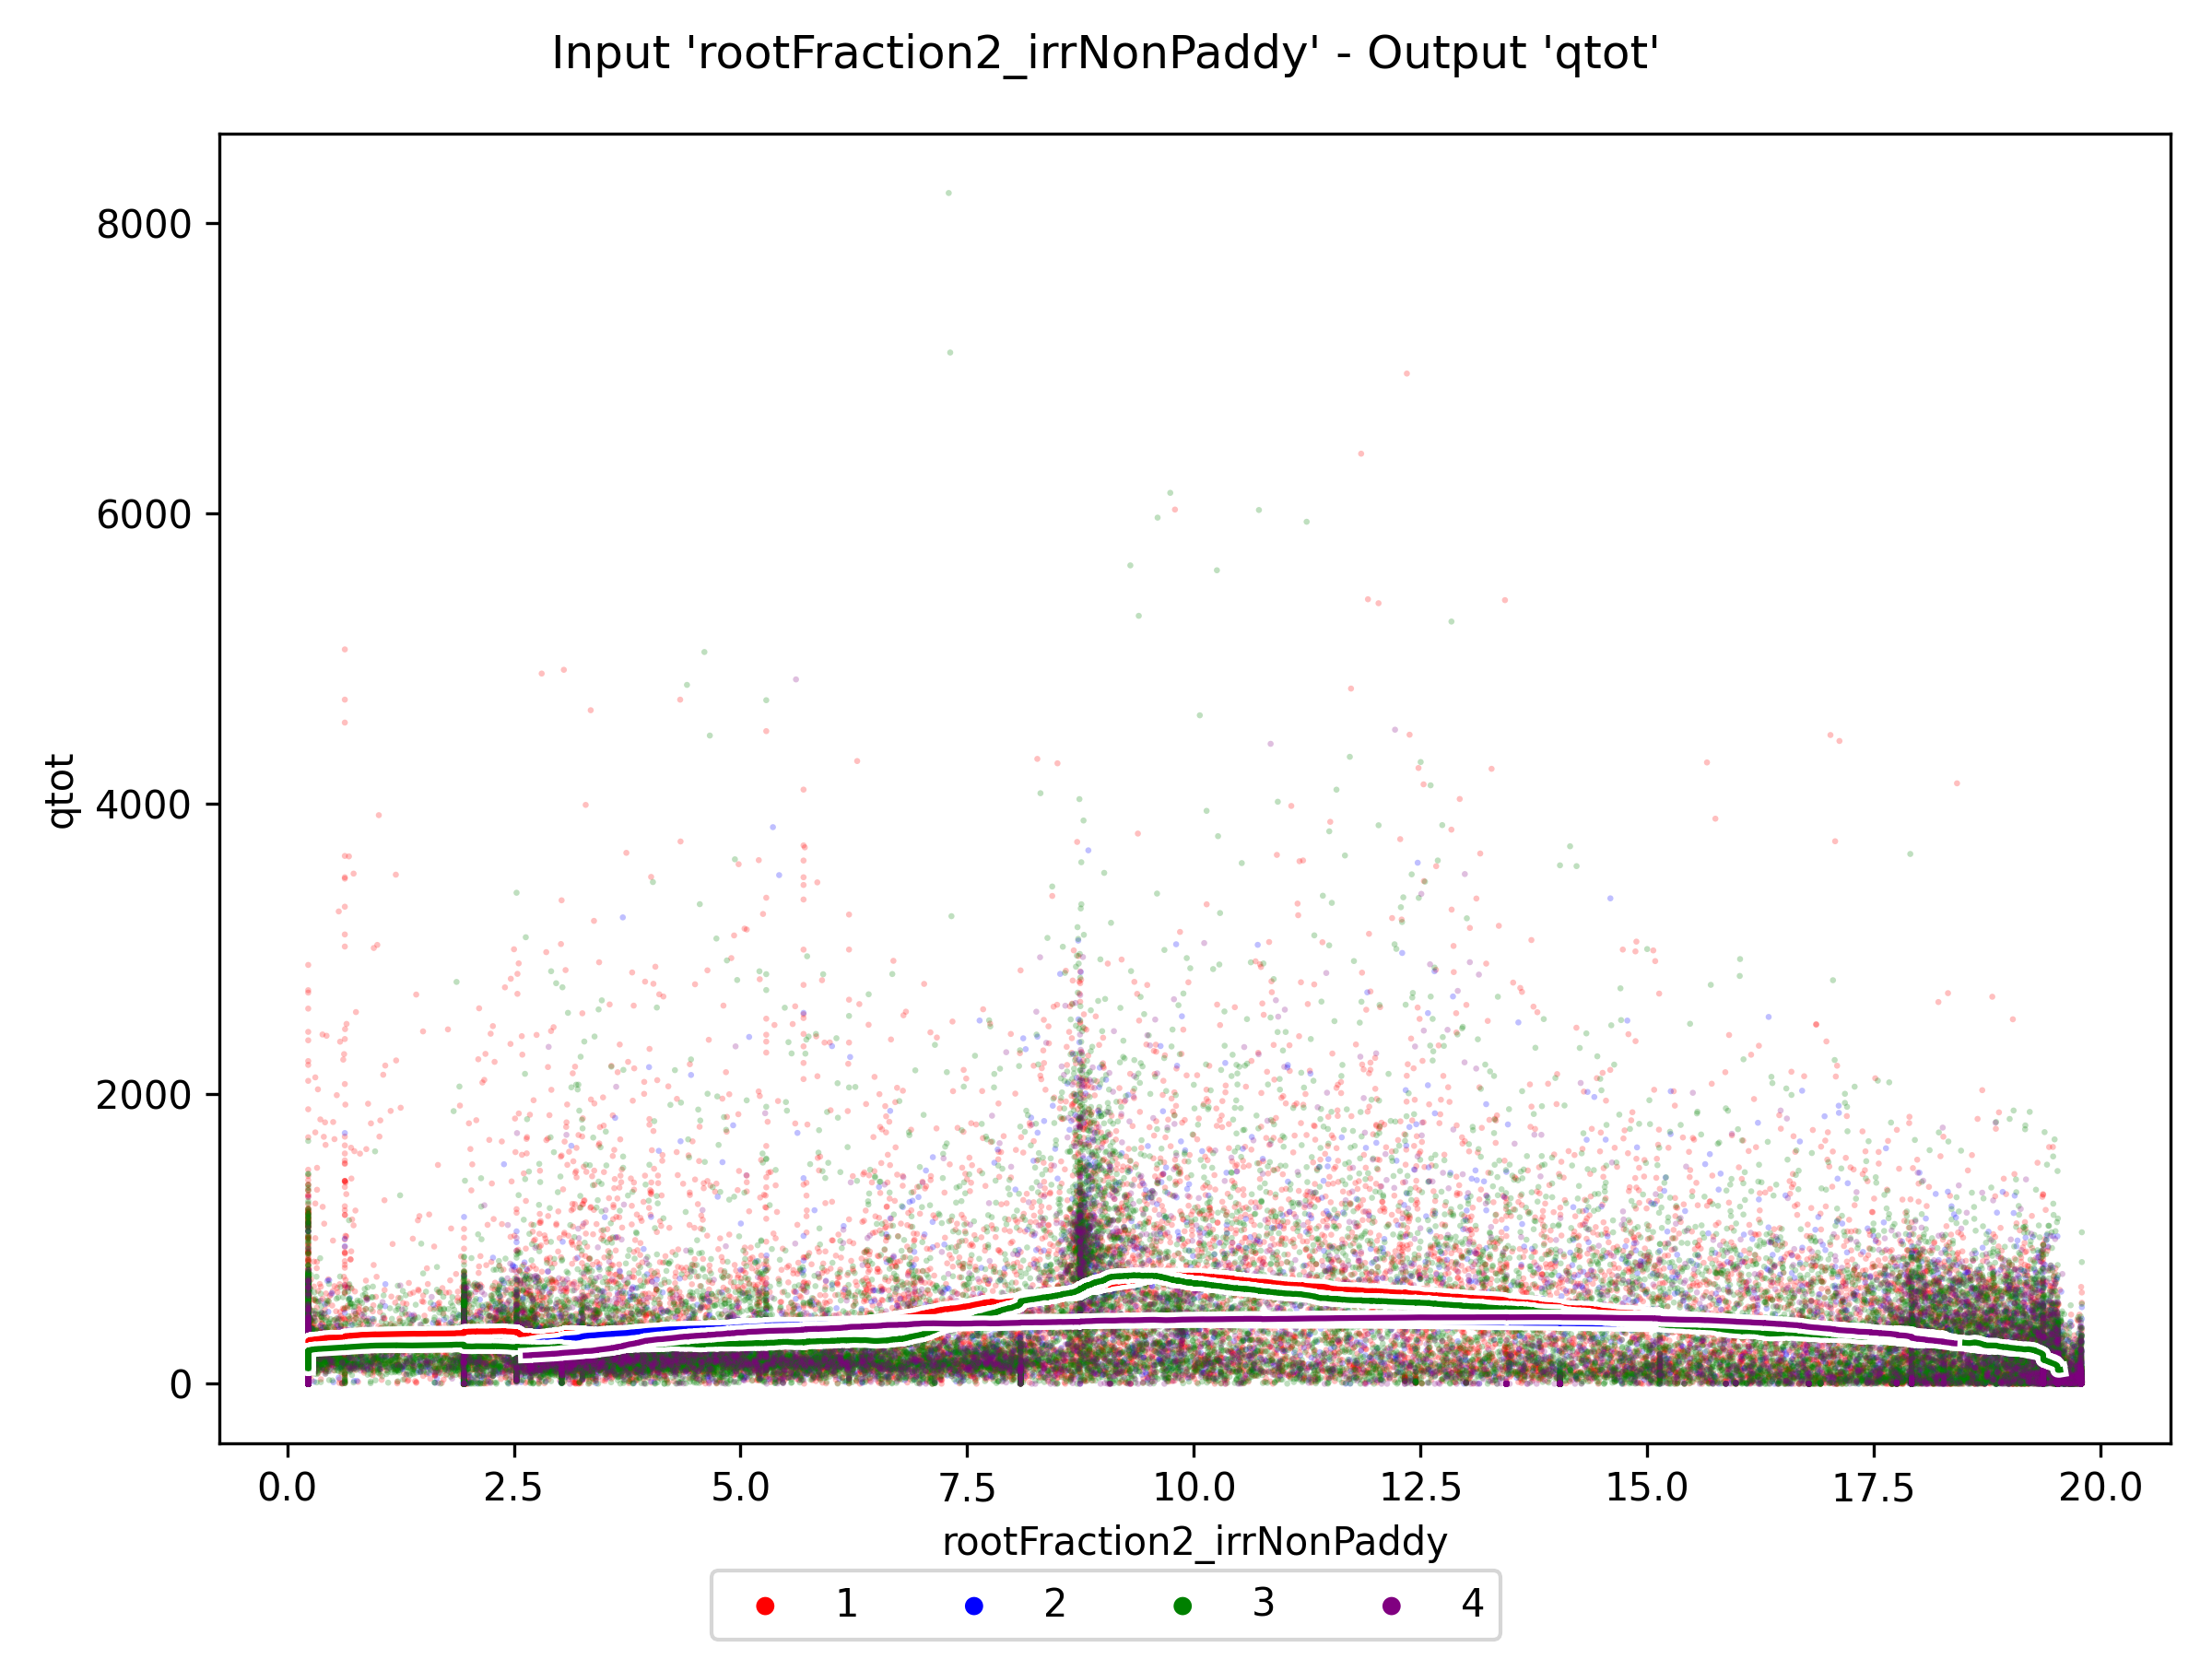 Input 'rootFraction2_irrNonPaddy' - Output 'qtot'
qtot
8000
6000
4000
2000
0
0.0 2.5 5.0 7.5 10.0 12.5 15.0 17.5 20.0
rootFraction2_irrNonPaddy
1 2 3 4